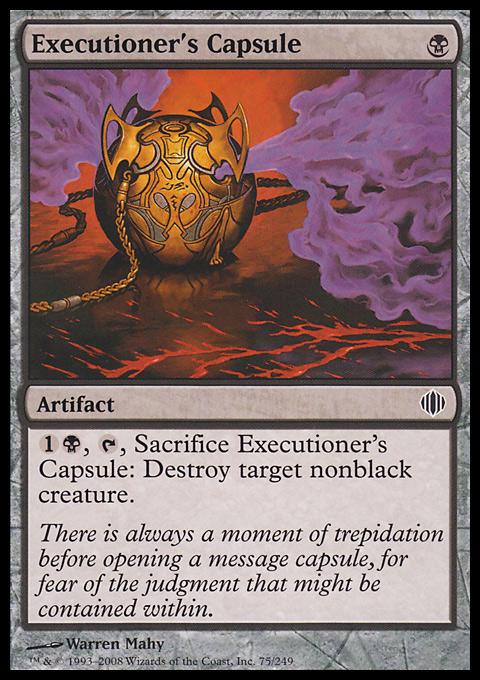 Executioner's Capsule
Artifact
1, , Sacrifice Executioner's
Capsule: Destroy target nonblack
creature.
There is always a moment of trepidation
before opening a message capsule, for
fear of the judgment that might be
contained within.
Warren Mahy
™ & © 1993–2008 Wizards of the Coast, Inc. 75/249